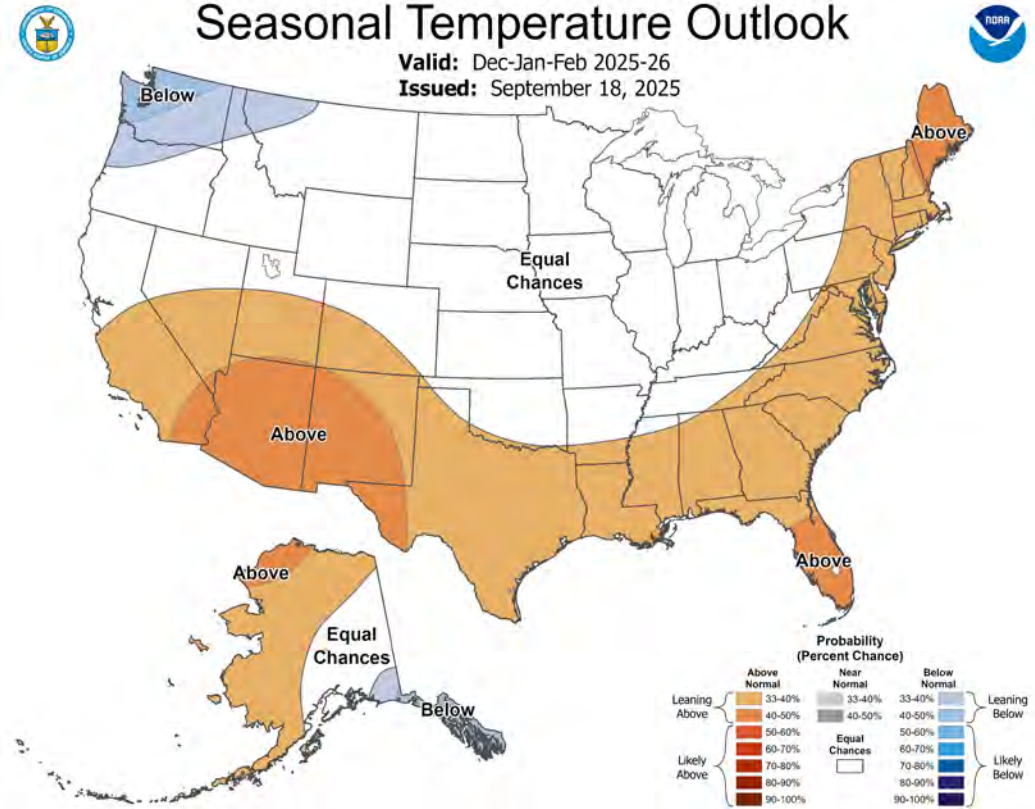 Seasonal Temperature Outlook
Valid: Dec-Jan-Feb 2025-26
Issued: September 18, 2025
NOAA
Below
Above
Equal
Chances
Above
Above
Above
Equal
Chances
Below
Probability
(Percent Chance)
Above
Normal
Near
Normal
Below
Normal
Leaning
Above
33-40%
33-40%
33-40%
Leaning
Below
40-50%
40-50%
40-50%
Likely
Above
50-60%
Equal
Chances
50-60%
Likely
Below
60-70%
60-70%
70-80%
70-80%
80-90%
80-90%
90-100%
90-100%